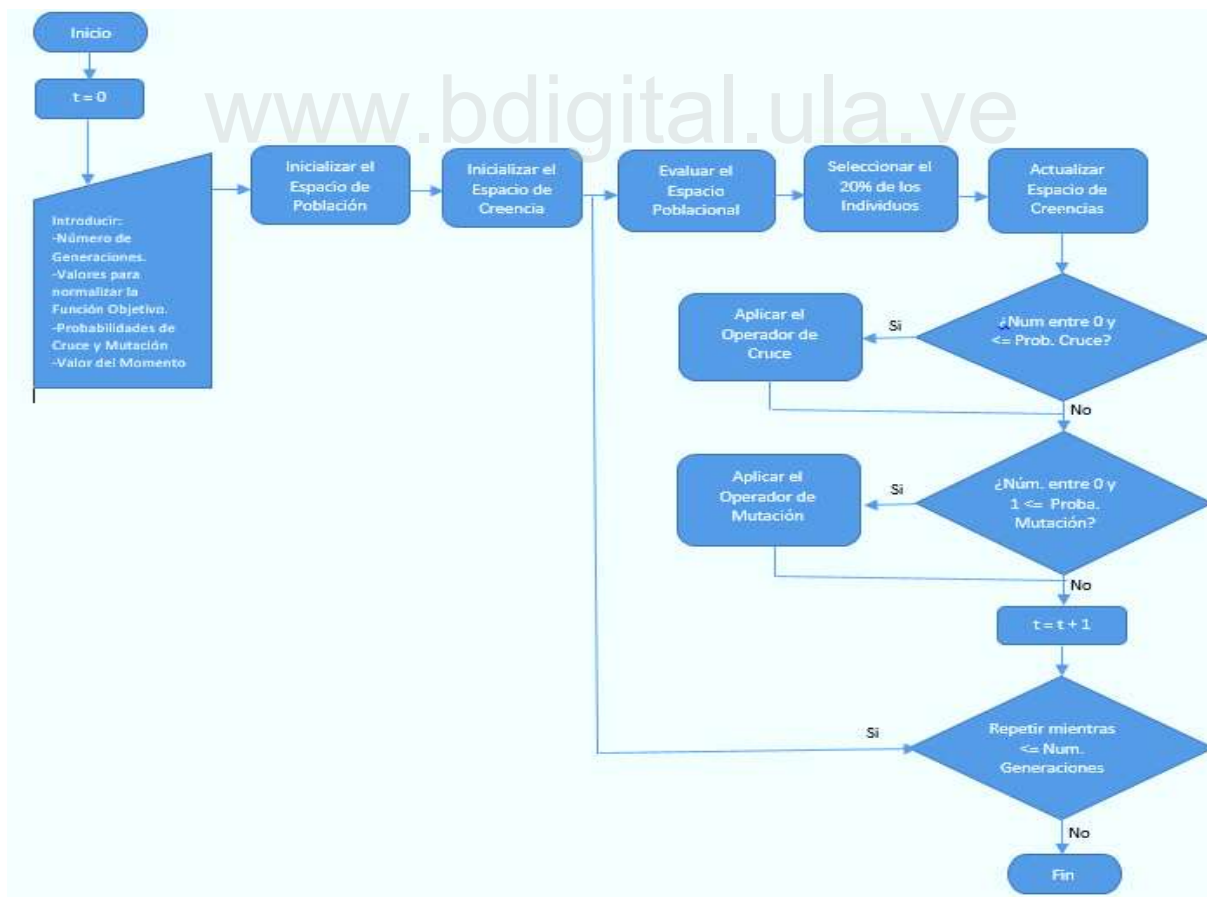 Inicio
t = 0
www.bdigital.ula.ve
Introducir:
-Número de
Generaciones.
-Valores para
normalizar la
Función Objetivo.
-Probabilidades de
Cruce y Mutación
-Valor del Momento
Inicializar el
Espacio de
Población
Inicializar el
Espacio de
Creencia
Evaluar el
Espacio
Poblacional
Seleccionar el
20% de los
Individuos
Actualizar
Espacio de
Creencias
¿Num entre 0 y
<= Prob. Cruce?
Si
Aplicar el
Operador de
Cruce
No
¿Núm. entre 0 y
1 <= Proba.
Mutación?
Si
Aplicar el
Operador de
Mutación
No
t = t + 1
Repetir mientras
<= Num.
Generaciones
Si
No
Fin